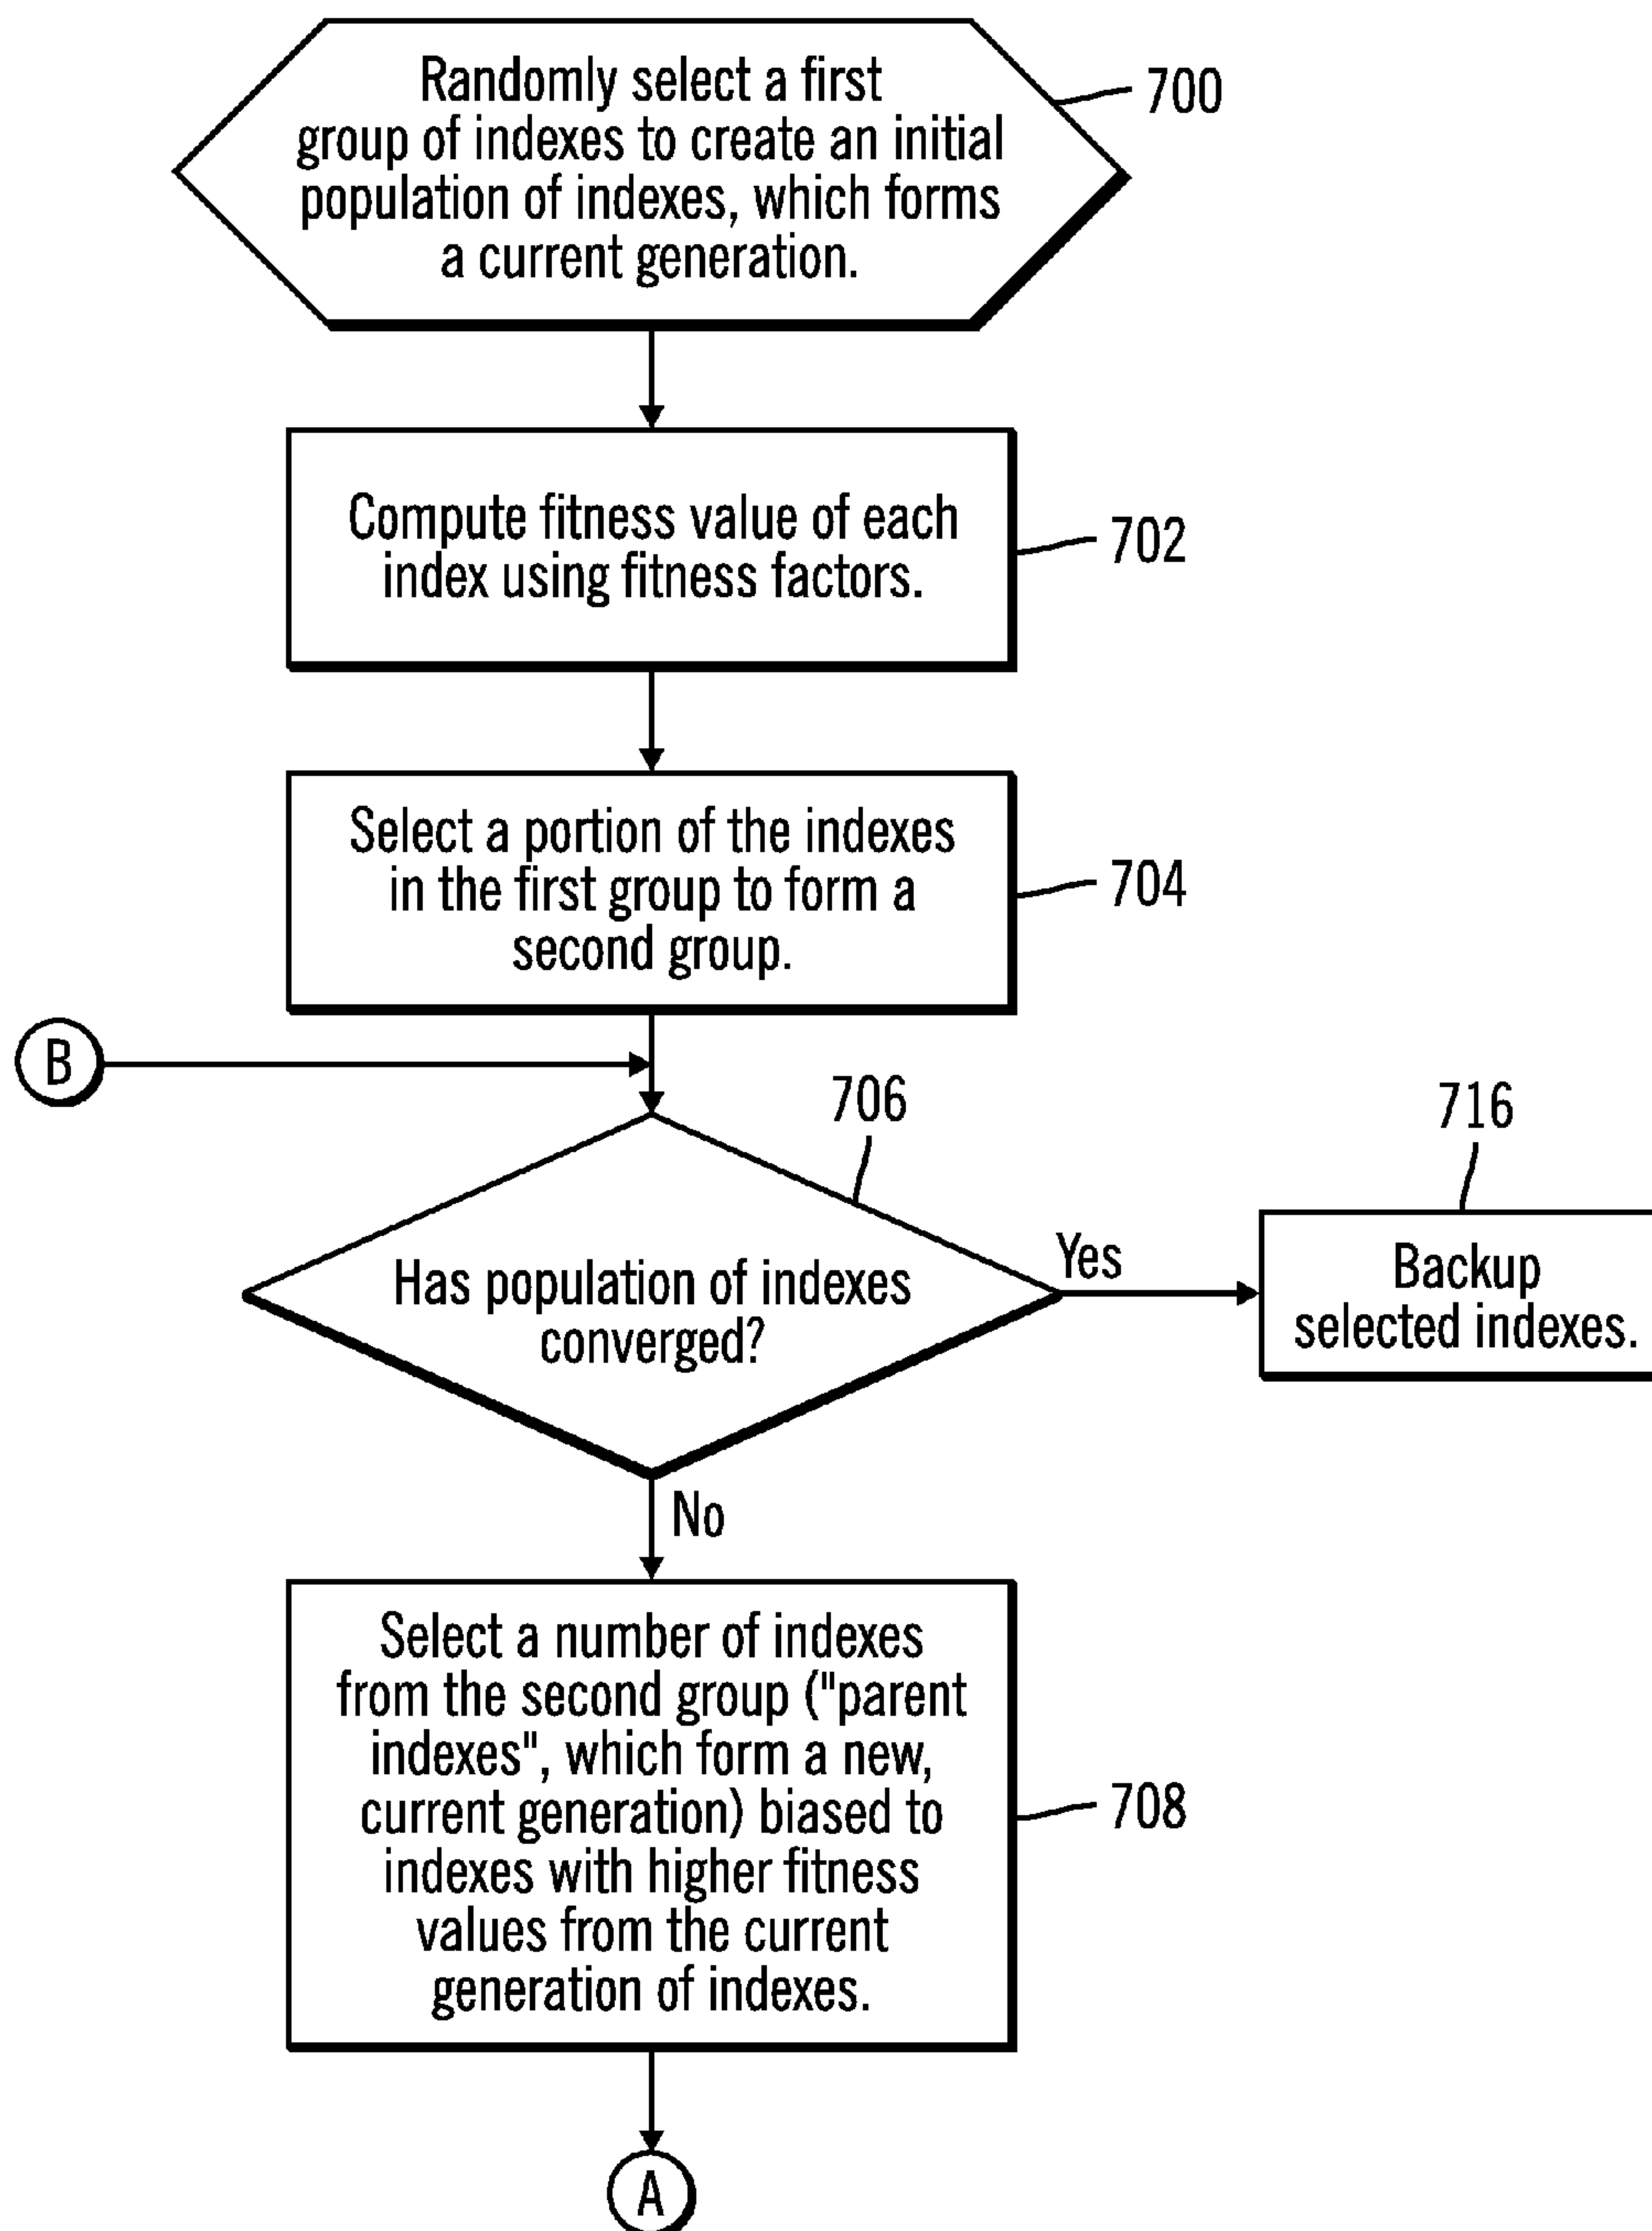 Randomly select a first
group of indexes to create an initial
population of indexes, which forms
a current generation.
700
Compute fitness value of each
index using fitness factors.
702
Select a portion of the indexes
in the first group to form a
second group.
704
B
706
Has population of indexes
converged?
Yes
716
Backup
selected indexes.
No
Select a number of indexes
from the second group ("parent
indexes", which form a new,
current generation) biased to
indexes with higher fitness
values from the current
generation of indexes.
708
A